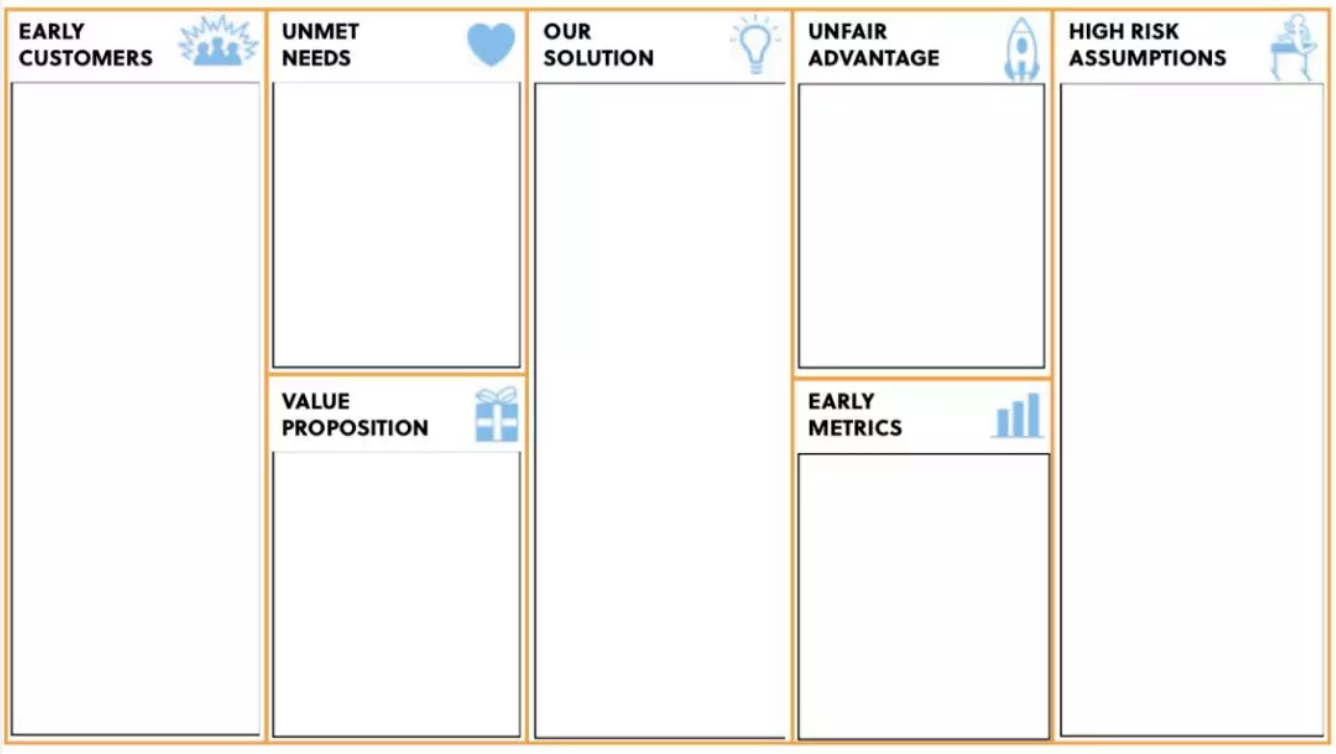 EARLY
CUSTOMERS
UNMET
NEEDS
VALUE
PROPOSITION
OUR
SOLUTION
UNFAIR
ADVANTAGE
EARLY
METRICS
HIGH RISK
ASSUMPTIONS